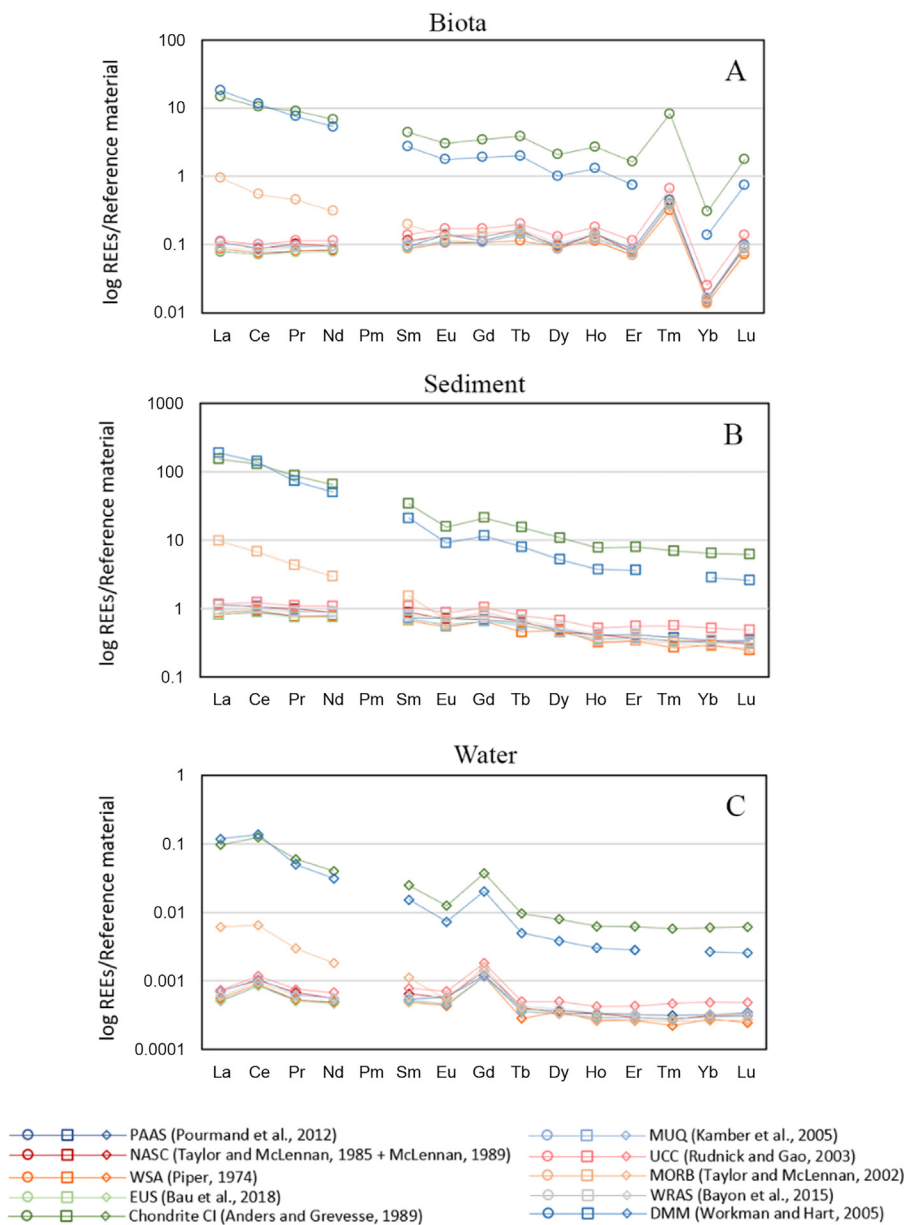 Biota
A
log REEs/Reference material
100
10
1
0.1
0.01
La Ce Pr Nd Pm Sm Eu Gd Tb Dy Ho Er Tm Yb Lu
Sediment
B
log REEs/Reference material
1000
100
10
1
0.1
La Ce Pr Nd Pm Sm Eu Gd Tb Dy Ho Er Tm Yb Lu
Water
C
log REEs/Reference material
1
0.1
0.01
0.001
0.0001
La Ce Pr Nd Pm Sm Eu Gd Tb Dy Ho Er Tm Yb Lu
PAAS (Pourmand et al., 2012)
NASC (Taylor and McLennan, 1985 + McLennan, 1989)
WSA (Piper, 1974)
EUS (Bau et al., 2018)
Chondrite CI (Anders and Grevesse, 1989)
MUQ (Kamber et al., 2005)
UCC (Rudnick and Gao, 2003)
MORB (Taylor and McLennan, 2002)
WRAS (Bayon et al., 2015)
DMM (Workman and Hart, 2005)